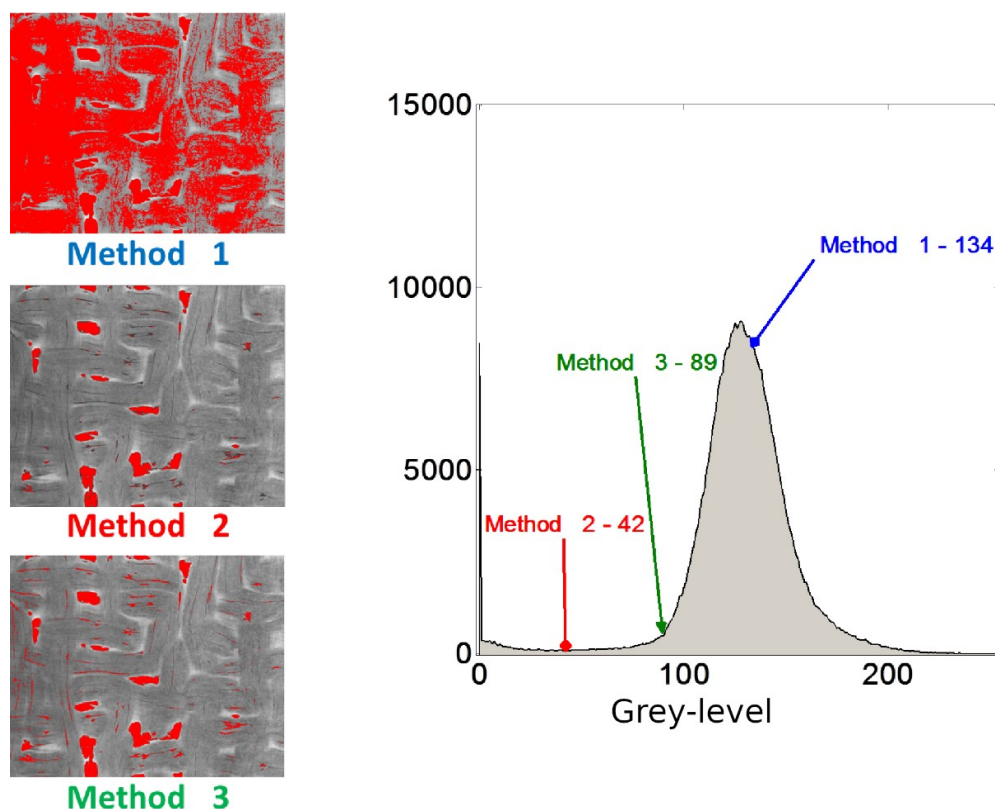 Method 1
Method 2
Method 3
15000
10000
5000
0
Method 1 - 134
Method 3 - 89
Method 2 - 42
0 100 200
Grey-level